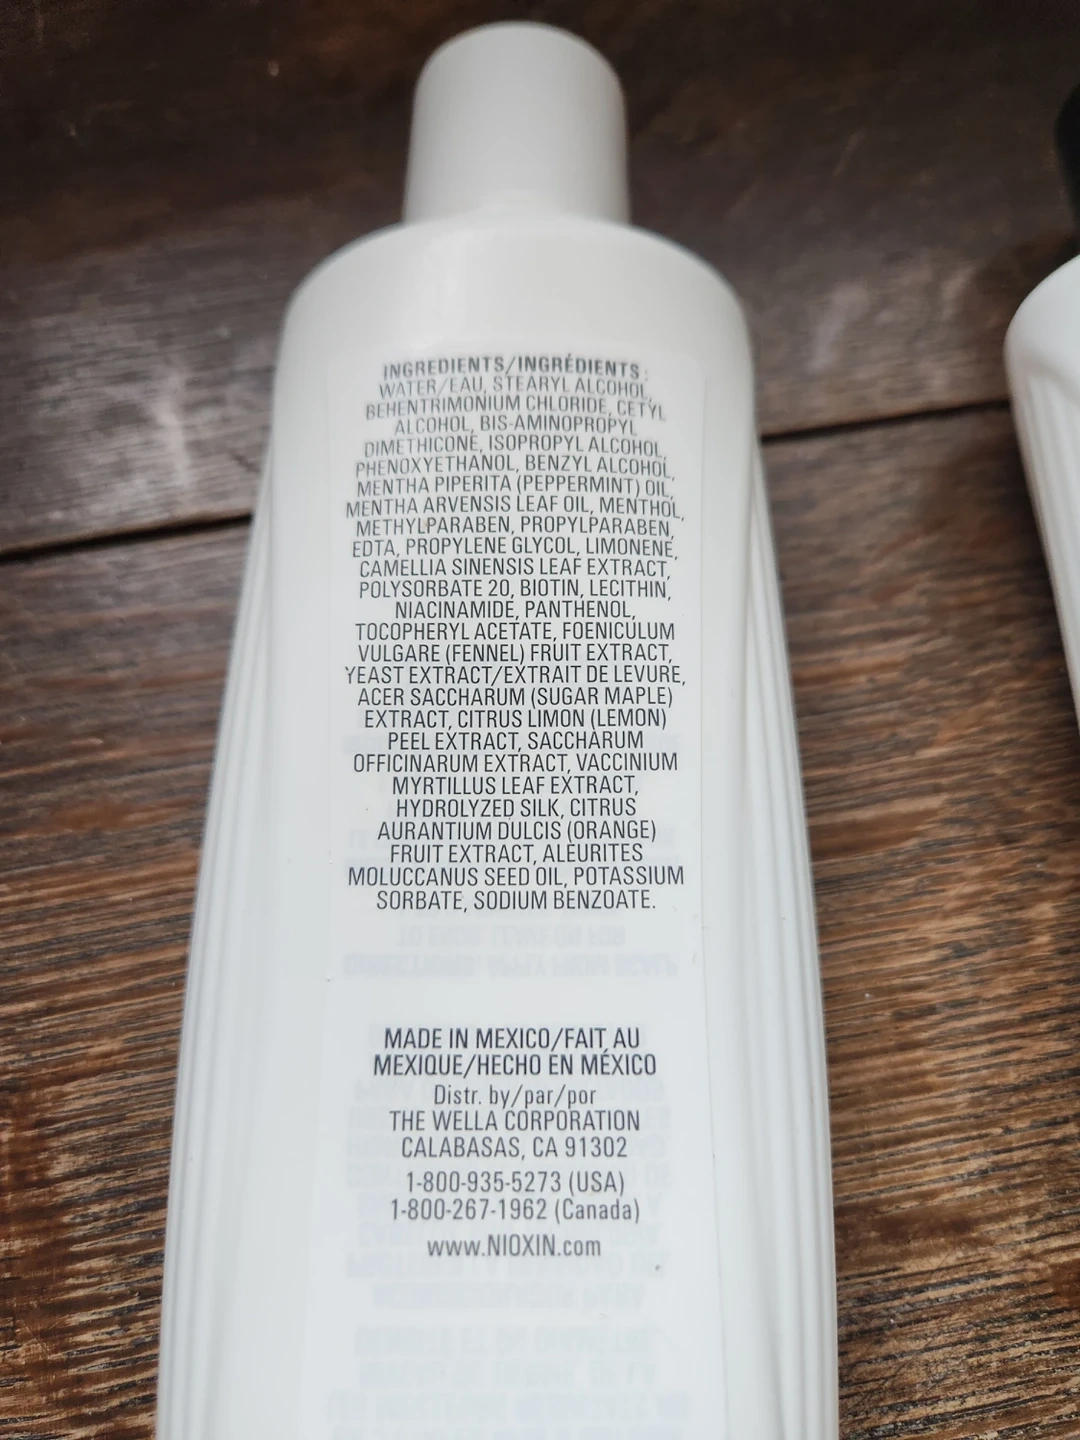 INGREDIENTS/INGRÉDIENTS:
WATER/EAU, STEARYL ALCOHOL,
BEHENTRIMONIUM CHLORIDE, CETYL
ALCOHOL, BIS-AMINOPROPYL
DIMETHICONE, ISOPROPYL ALCOHOL,
PHENOXYETHANOL, BENZYL ALCOHOL,
MENTHA PIPERITA (PEPPERMINT) OIL,
MENTHA ARVENSIS LEAF OIL, MENTHOL,
METHYLPARABEN, PROPYLPARABEN,
EDTA, PROPYLENE GLYCOL, LIMONENE,
CAMELLIA SINENSIS LEAF EXTRACT,
POLYSORBATE 20, BIOTIN, LECITHIN,
NIACINAMIDE, PANTHENOL,
TOCOPHERYL ACETATE, FOENICULUM
VULGARE (FENNEL) FRUIT EXTRACT,
YEAST EXTRACT/EXTRAIT DE LEVURE,
ACER SACCHARUM (SUGAR MAPLE)
EXTRACT, CITRUS LIMON (LEMON)
PEEL EXTRACT, SACCHARUM
OFFICINARUM EXTRACT, VACCINIUM
MYRTILLUS LEAF EXTRACT,
HYDROLYZED SILK, CITRUS
AURANTIUM DULCIS (ORANGE)
FRUIT EXTRACT, ALEURITES
MOLUCCANUS SEED OIL, POTASSIUM
SORBATE, SODIUM BENZOATE.
MADE IN MEXICO/FAIT AU
MEXIQUE/HECHO EN MÉXICO
Distr. by/par/por
THE WELLA CORPORATION
CALABASAS, CA 91302
1-800-935-5273 (USA)
1-800-267-1962 (Canada)
www.NIOXIN.com